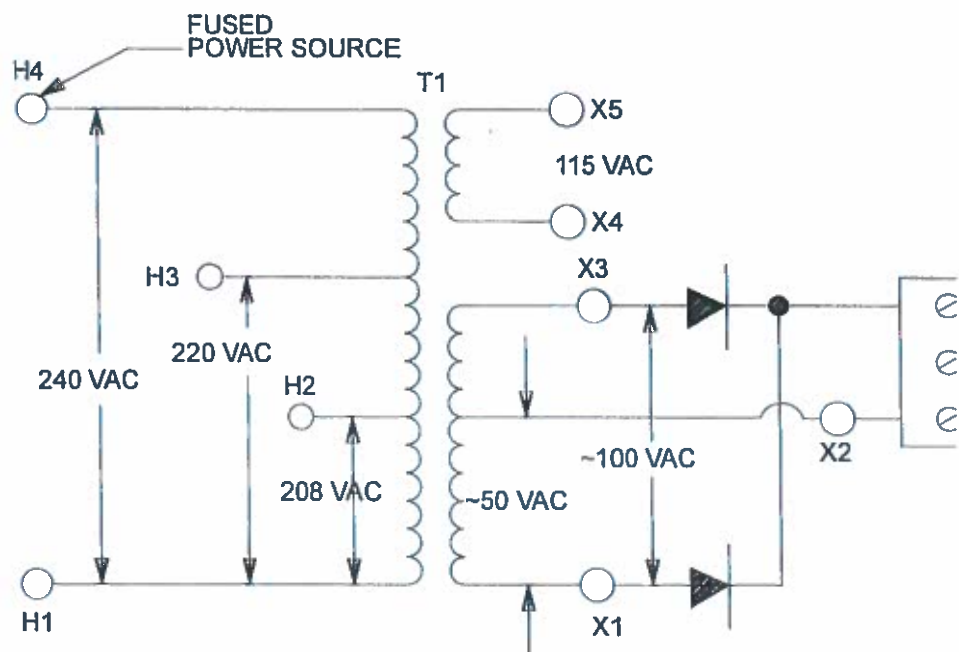 FUSED
POWER SOURCE
H4
T1
X5
115 VAC
X4
H3
X3
220 VAC
240 VAC
H2
X2
~100 VAC
208 VAC
~50 VAC
H1
X1